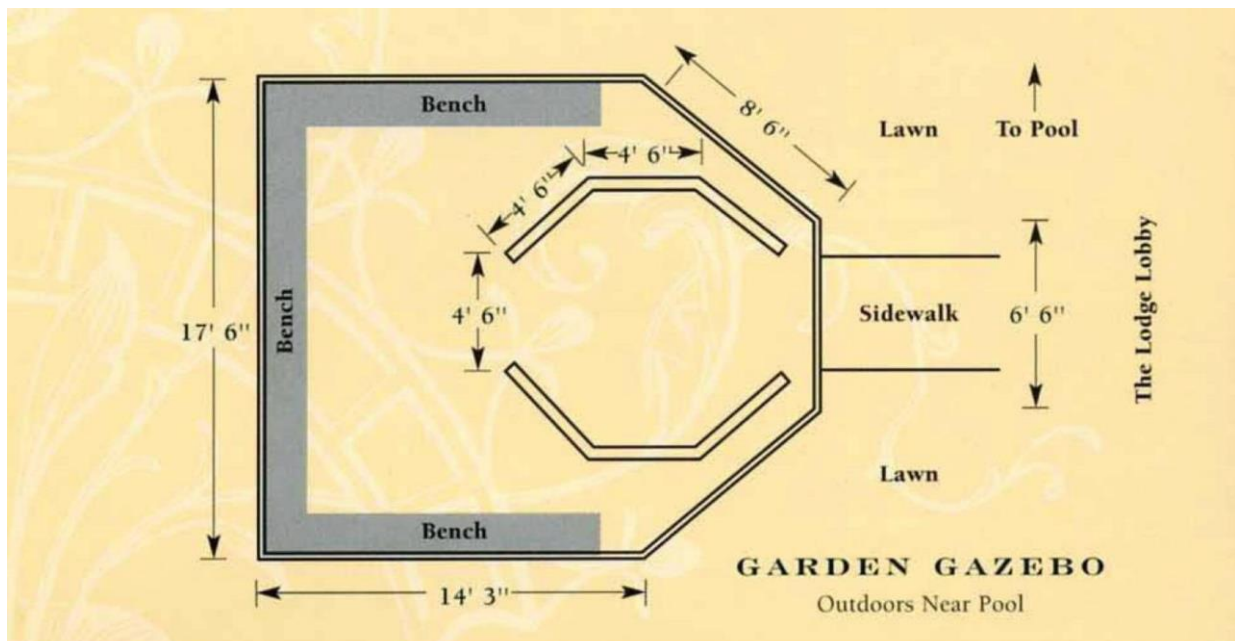 8' 6"
Bench
Lawn
To Pool
4' 6"
4' 6"
The Lodge Lobby
4' 6"
Sidewalk
6' 6"
Bench
17' 6"
Lawn
Bench
GARDEN GAZEBO
14' 3"
Outdoors Near Pool